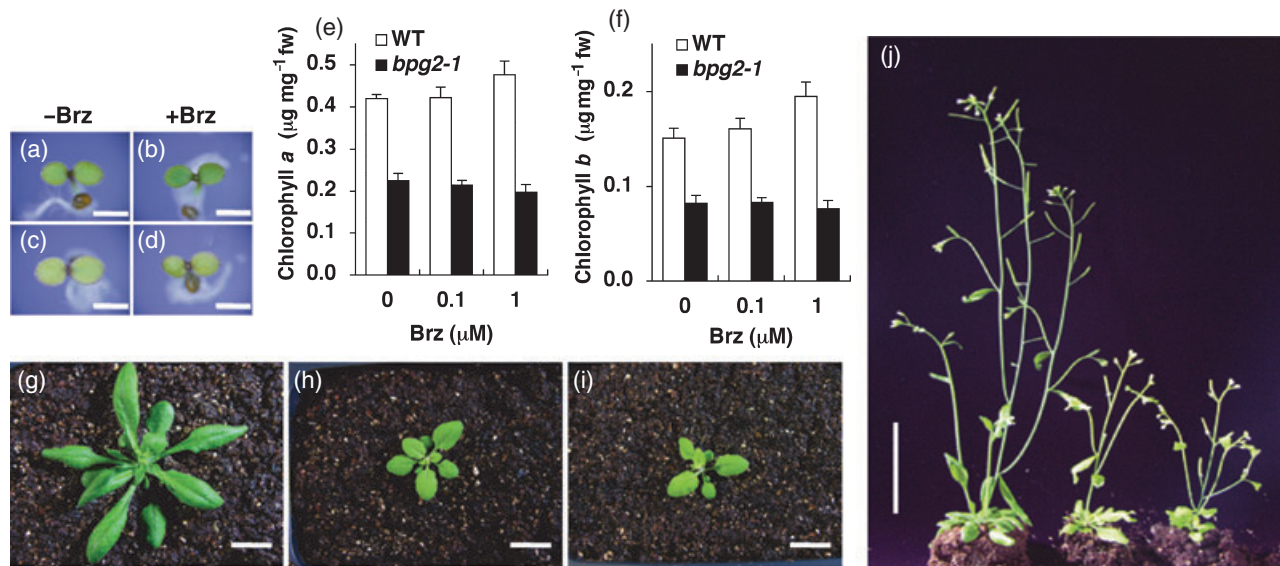 –Brz
+Brz
(a)
(b)
(c)
(d)
(e)
WT
bpg2-1
Chlorophyll a (µg mg⁻¹ fw)
0.5
0.4
0.3
0.2
0.1
0.0
0
0.1
1
Brz (µM)
(f)
WT
bpg2-1
Chlorophyll b (µg mg⁻¹ fw)
0.2
0.1
0.0
0
0.1
1
Brz (µM)
(g)
(h)
(i)
(j)